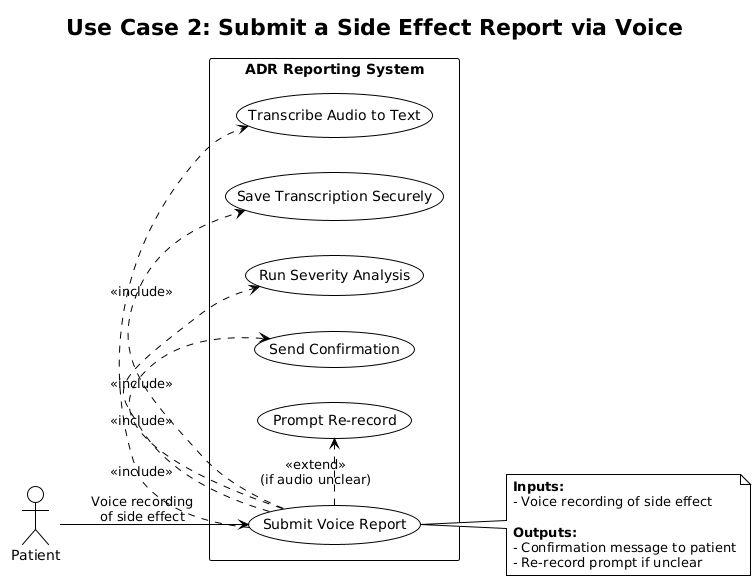 Use Case 2: Submit a Side Effect Report via Voice
ADR Reporting System
Transcribe Audio to Text
Save Transcription Securely
Run Severity Analysis
«include»
Send Confirmation
«include»
«include»
Prompt Re-record
«include»
«extend»
(if audio unclear)
Voice recording
of side effect
Patient
Submit Voice Report
Inputs:
- Voice recording of side effect
Outputs:
- Confirmation message to patient
- Re-record prompt if unclear